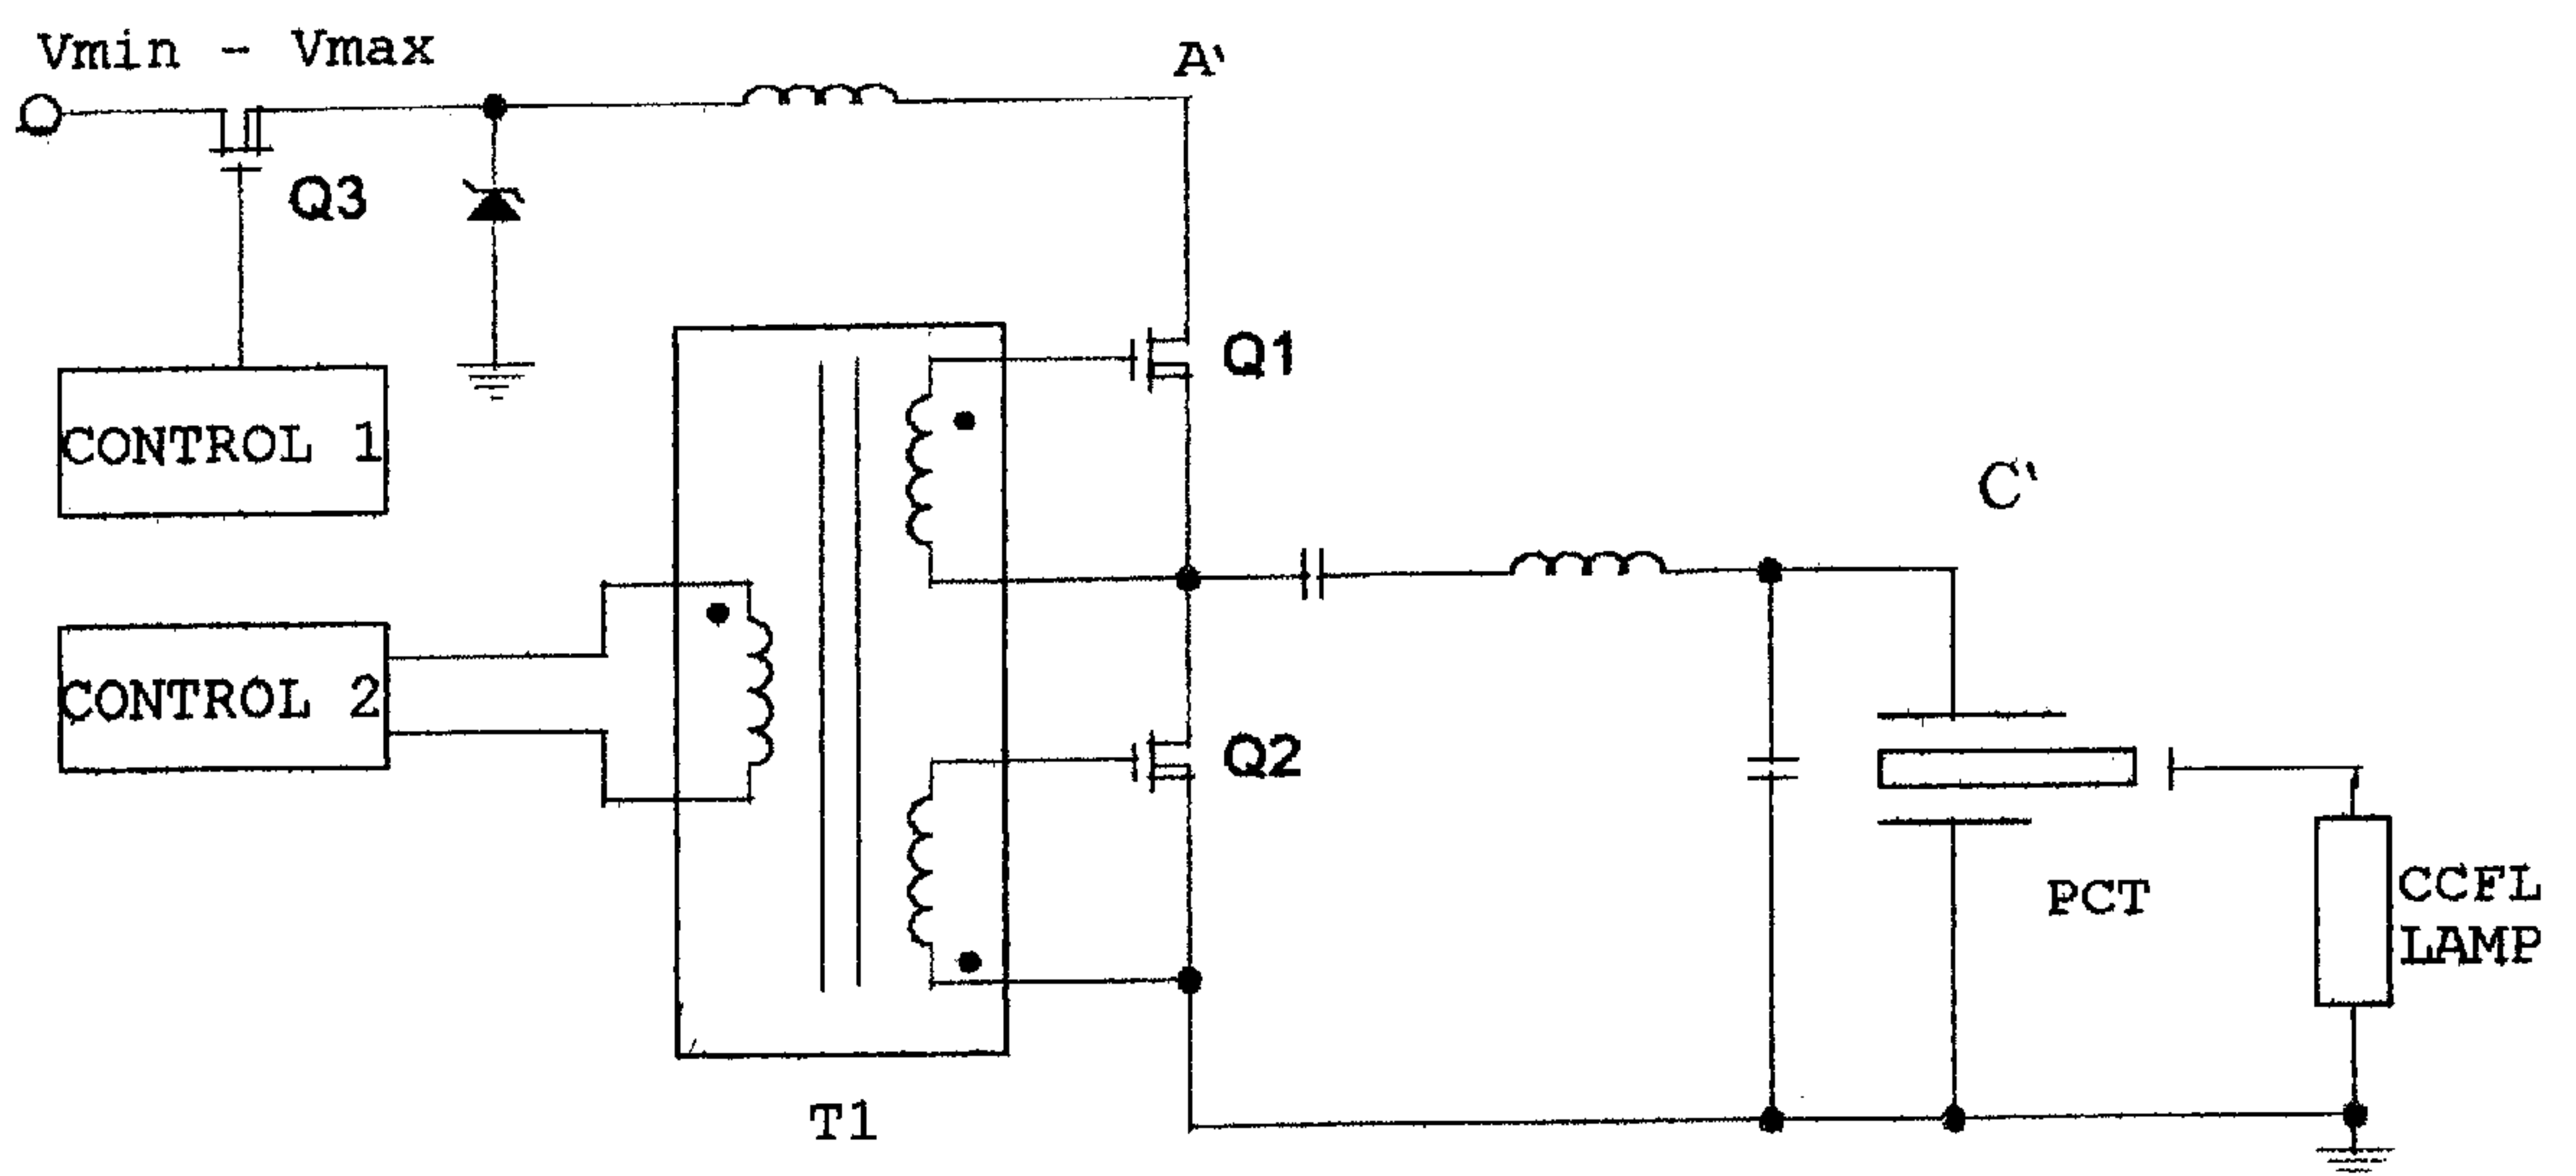 Vmin - Vmax
A'
Q3
Q1
CONTROL 1
C'
CONTROL 2
Q2
PCT
CCFL
LAMP
T1